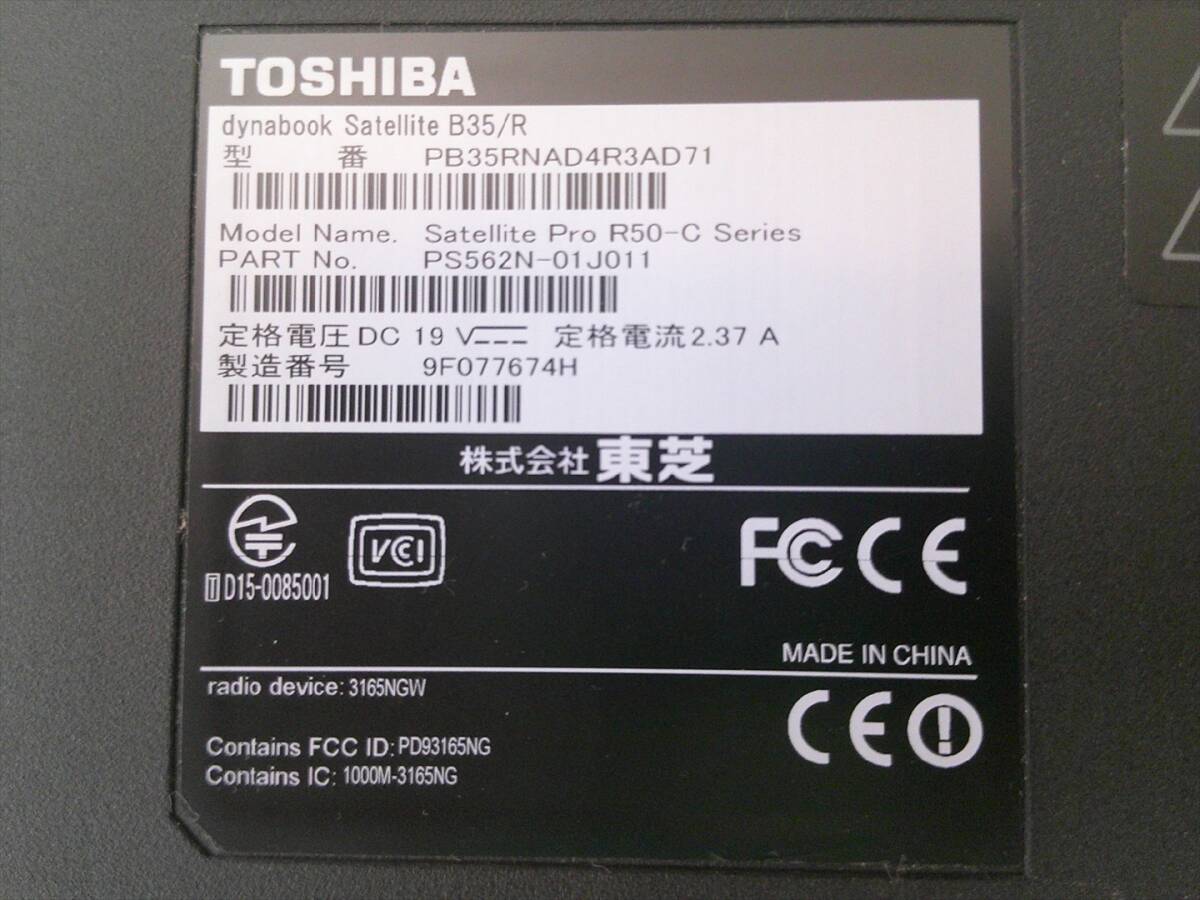 TOSHIBA
dynabook Satellite B35/R
型 番 PB35RNAD4R3AD71
Model Name. Satellite Pro R50-C Series
PART No. PS562N-01J011
定格電圧 DC 19 V 定格電流 2.37 A
製造番号 9F077674H
株式会社 東芝
VCCI FC CE
T D15-0085001
MADE IN CHINA
radio device: 3165NGW
CE
Contains FCC ID: PD93165NG
Contains IC: 1000M-3165NG